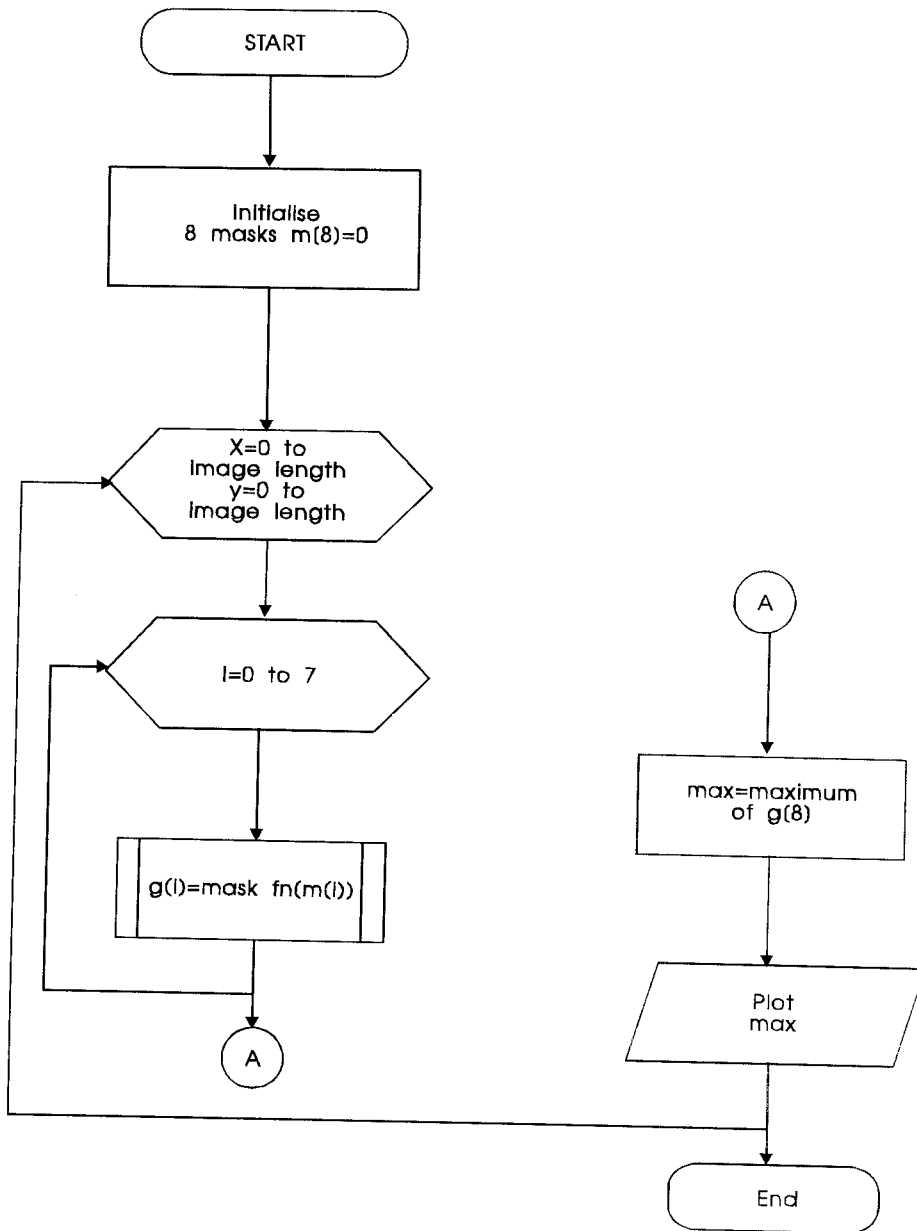 START
Initialise
8 masks m(8)=0
X=0 to
image length
y=0 to
image length
I=0 to 7
g(i)=mask fn(m(i))
A
A
max=maximum
of g(8)
Plot
max
End